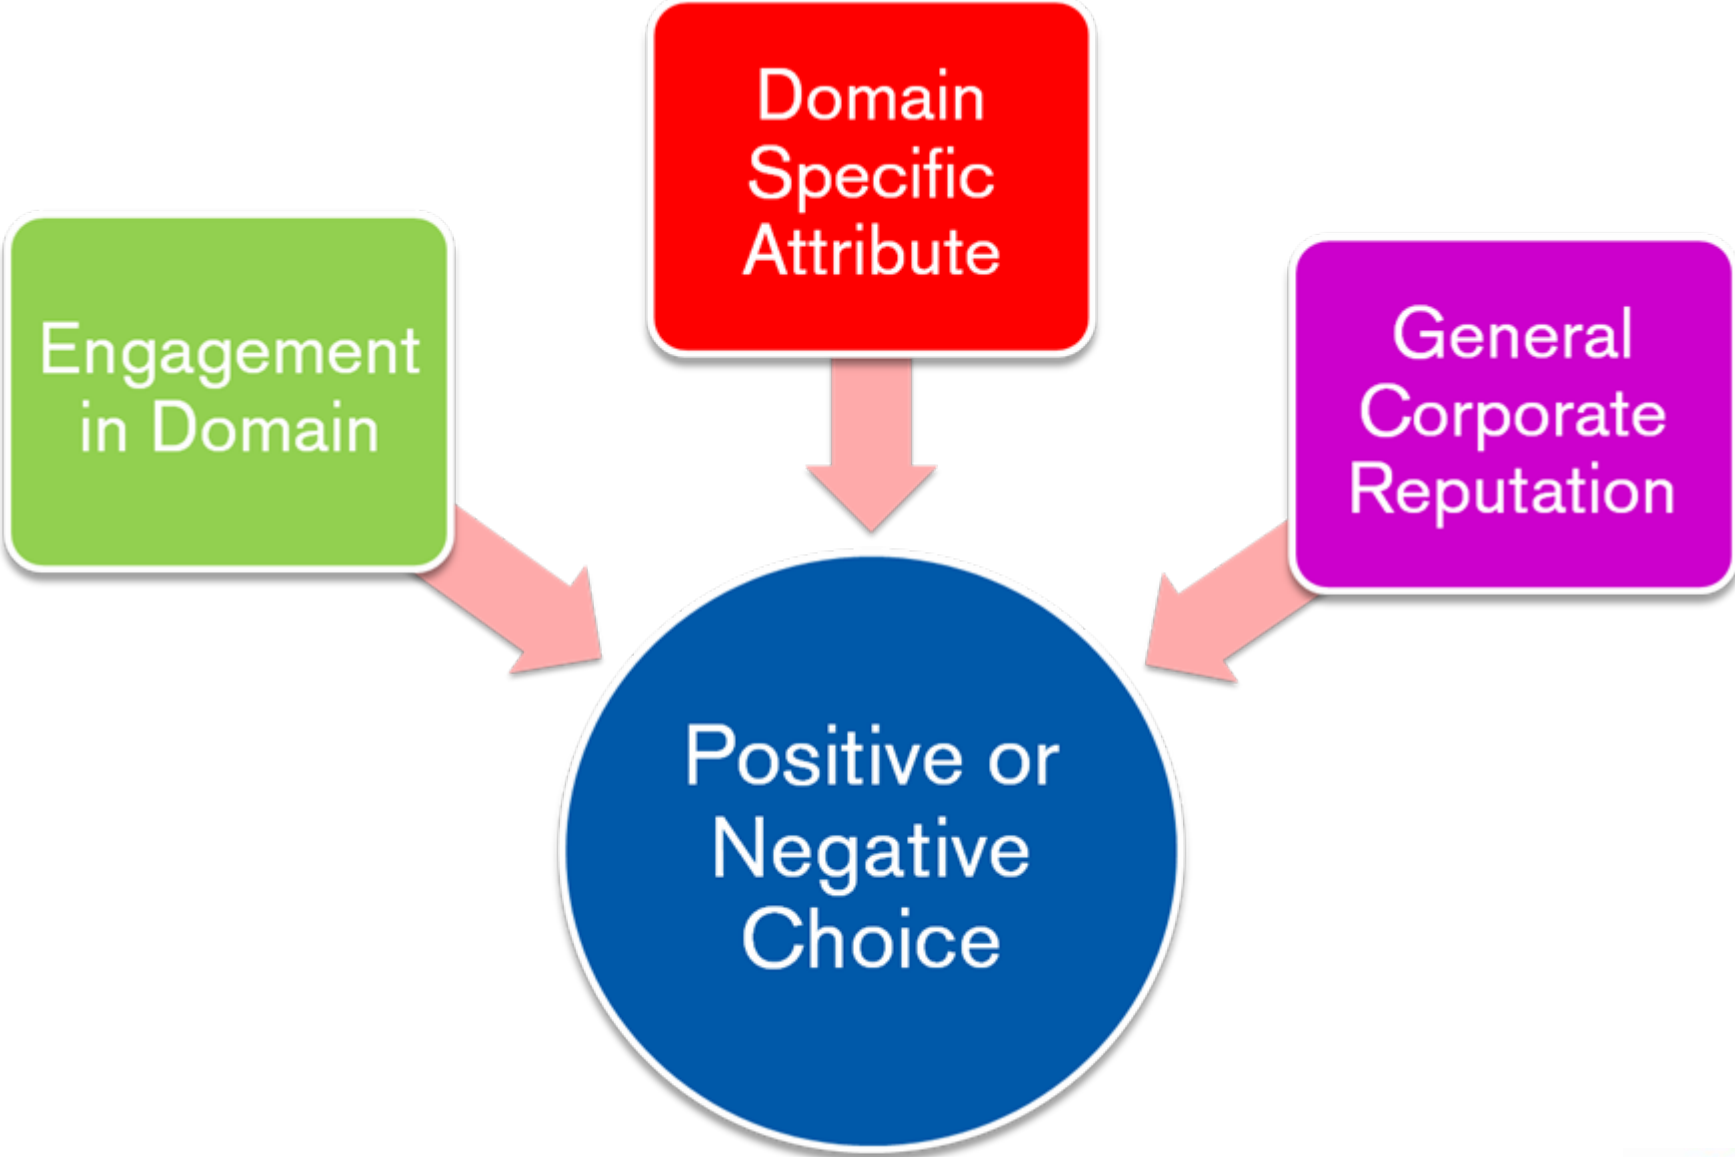 Domain
Specific
Attribute
Engagement
in Domain
General
Corporate
Reputation
Positive or
Negative
Choice